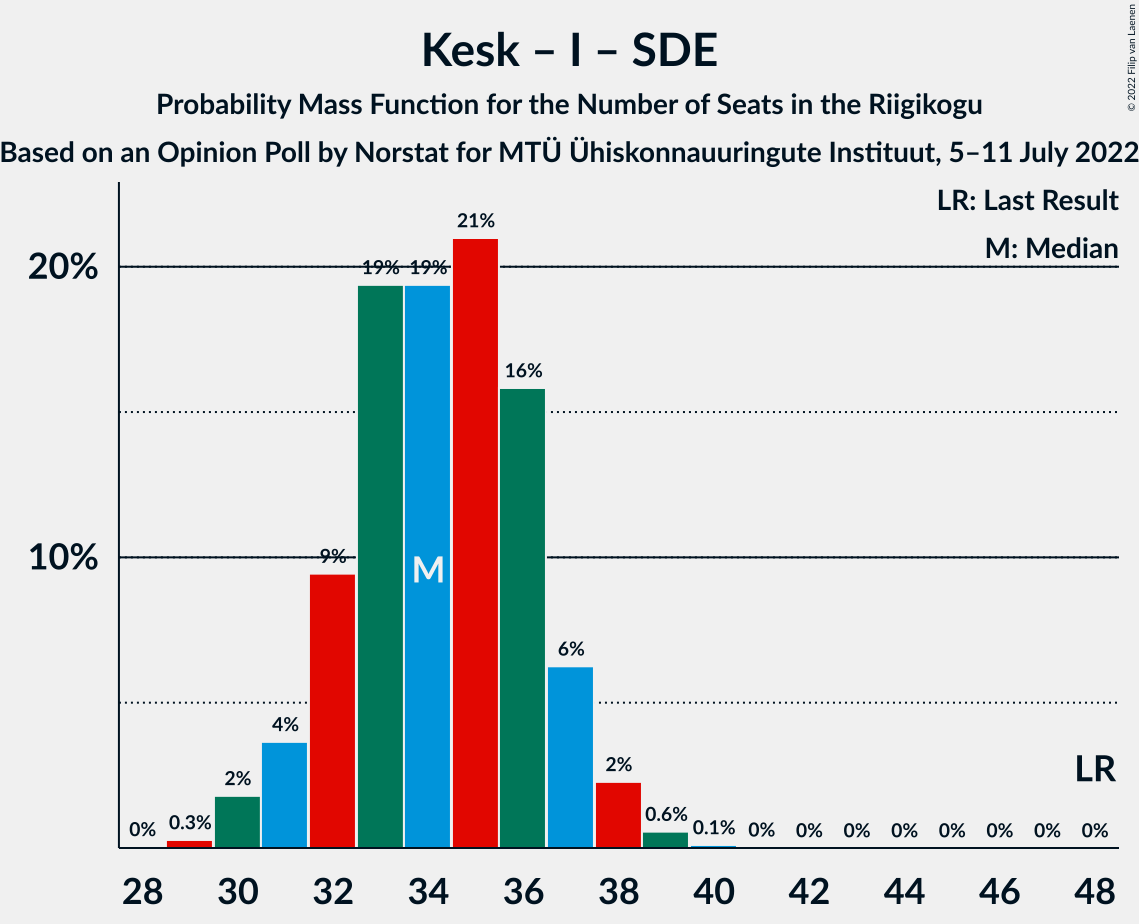 Kesk – I – SDE
Probability Mass Function for the Number of Seats in the Riigikogu
Based on an Opinion Poll by Norstat for MTÜ Ühiskonnauuringute Instituut, 5–11 July 2022
© 2022 Filip van Laenen
LR: Last Result
M: Median
20%
10%
0%
0.3%
2%
4%
9%
19%
19%
21%
16%
6%
2%
0.6%
0.1%
0%
0%
0%
0%
0%
0%
0%
0%
M
LR
28 30 32 34 36 38 40 42 44 46 48